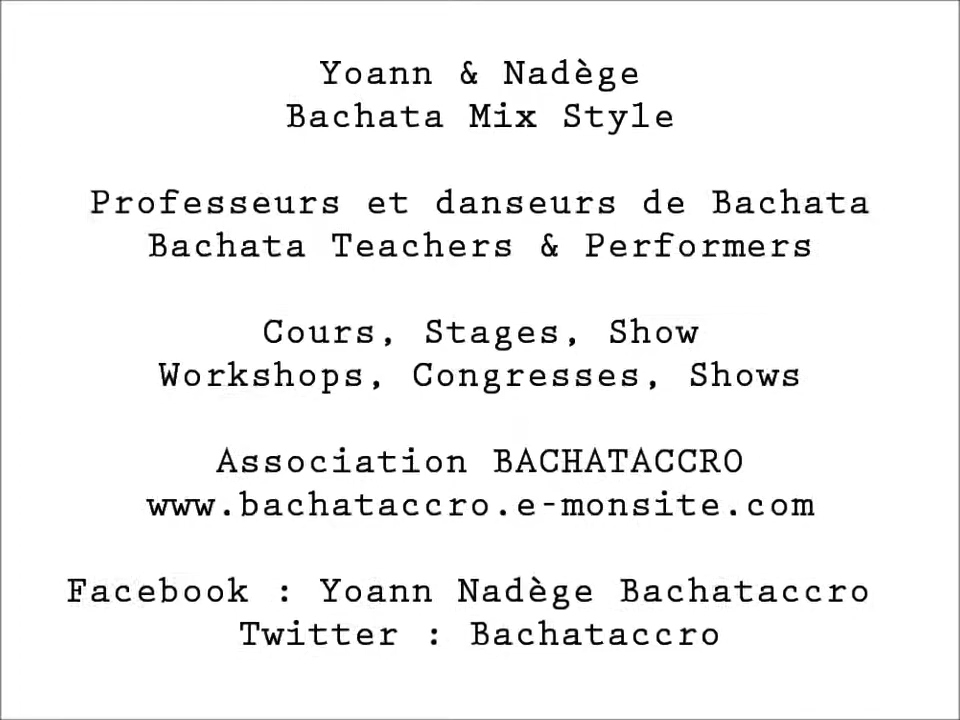 Yoann & Nadège
Bachata Mix Style
Professeurs et danseurs de Bachata
Bachata Teachers & Performers
Cours, Stages, Show
Workshops, Congresses, Shows
Association BACHATACCRO
www.bachataccro.e-monsite.com
Facebook : Yoann Nadège Bachataccro
Twitter : Bachataccro